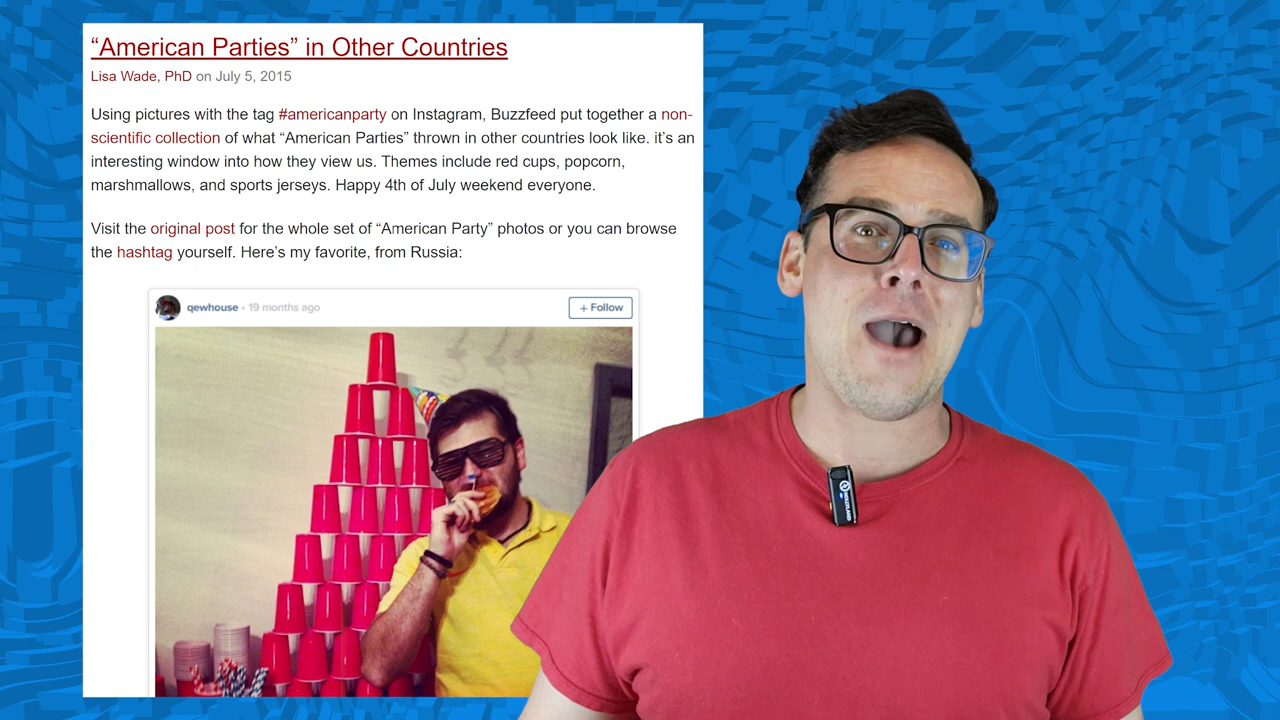 “American Parties” in Other Countries
Lisa Wade, PhD on July 5, 2015
Using pictures with the tag #americanparty on Instagram, Buzzfeed put together a non-
scientific collection of what “American Parties” thrown in other countries look like. it’s an
interesting window into how they view us. Themes include red cups, popcorn,
marshmallows, and sports jerseys. Happy 4th of July weekend everyone.
Visit the original post for the whole set of “American Party” photos or you can browse
the hashtag yourself. Here’s my favorite, from Russia:
qewhouse • 19 months ago
+ Follow
HOLLYLAND